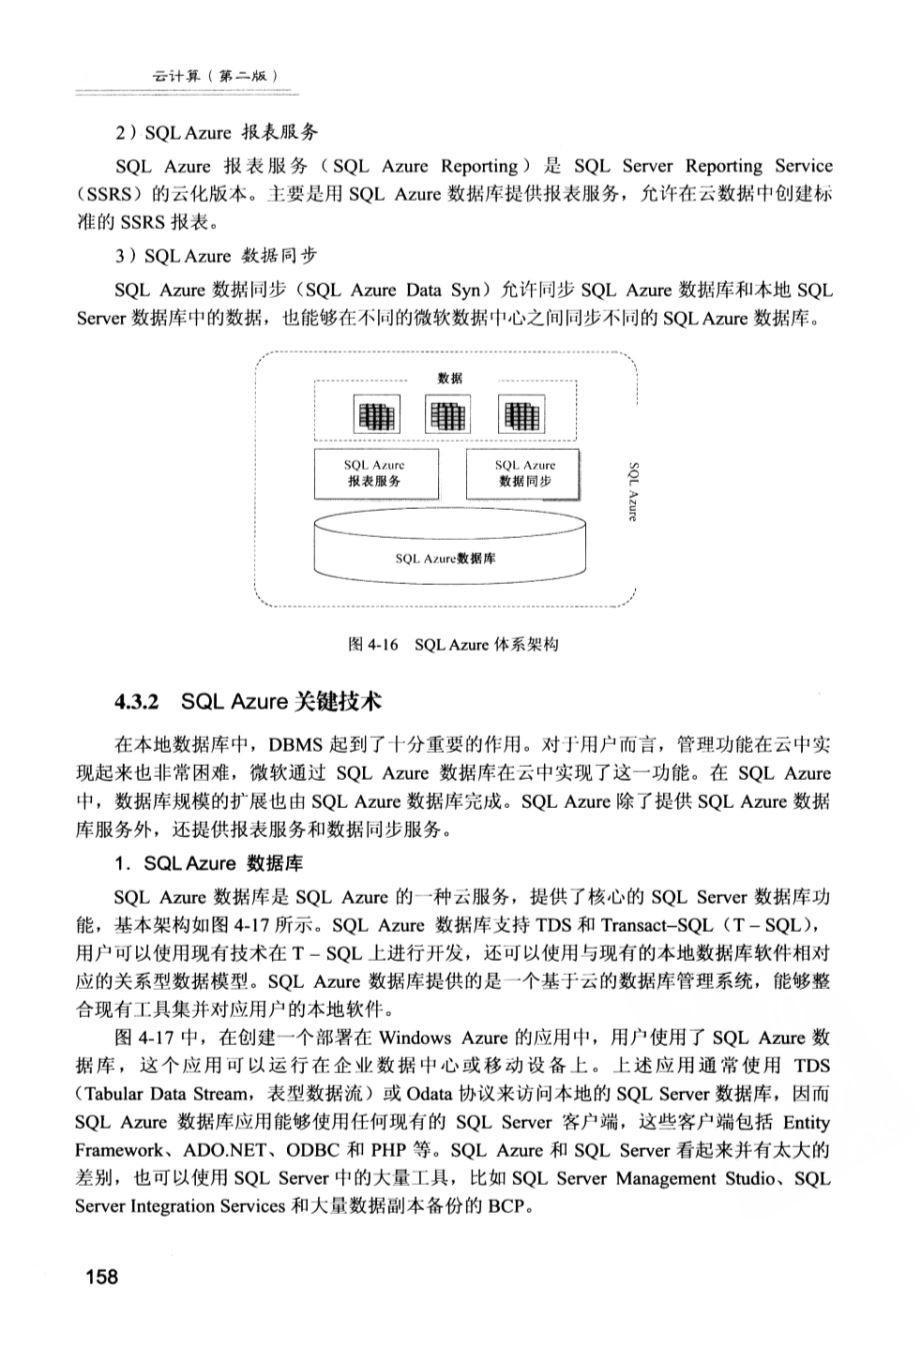 云计算（第二版）
2）SQL Azure 报表服务
SQL Azure 报表服务（SQL Azure Reporting）是 SQL Server Reporting Service
（SSRS）的云化版本。主要是用 SQL Azure 数据库提供报表服务，允许在云数据中创建标
准的 SSRS 报表。
3）SQL Azure 数据同步
SQL Azure 数据同步（SQL Azure Data Syn）允许同步 SQL Azure 数据库和本地 SQL
Server 数据库中的数据，也能够在不同的微软数据中心之间同步不同的 SQL Azure 数据库。
数据
SQL Azure
报表服务
SQL Azure
数据同步
SQL Azure
SQL Azure数据库
图 4-16 SQL Azure 体系架构
4.3.2 SQL Azure 关键技术
在本地数据库中，DBMS 起到了十分重要的作用。对于用户而言，管理功能在云中实
现起来也非常困难，微软通过 SQL Azure 数据库在云中实现了这一功能。在 SQL Azure
中，数据库规模的扩展也由 SQL Azure 数据库完成。SQL Azure 除了提供 SQL Azure 数据
库服务外，还提供报表服务和数据同步服务。
1．SQL Azure 数据库
SQL Azure 数据库是 SQL Azure 的一种云服务，提供了核心的 SQL Server 数据库功
能，基本架构如图 4-17 所示。SQL Azure 数据库支持 TDS 和 Transact–SQL（T – SQL），
用户可以使用现有技术在 T – SQL 上进行开发，还可以使用与现有的本地数据库软件相对
应的关系型数据模型。SQL Azure 数据库提供的是一个基于云的数据库管理系统，能够整
合现有工具集并对应用户的本地软件。
图 4-17 中，在创建一个部署在 Windows Azure 的应用中，用户使用了 SQL Azure 数
据库，这个应用可以运行在企业数据中心或移动设备上。上述应用通常使用 TDS
（Tabular Data Stream，表型数据流）或 Odata 协议来访问本地的 SQL Server 数据库，因而
SQL Azure 数据库应用能够使用任何现有的 SQL Server 客户端，这些客户端包括 Entity
Framework、ADO.NET、ODBC 和 PHP 等。SQL Azure 和 SQL Server 看起来并有太大的
差别，也可以使用 SQL Server 中的大量工具，比如 SQL Server Management Studio、SQL
Server Integration Services 和大量数据副本备份的 BCP。
158